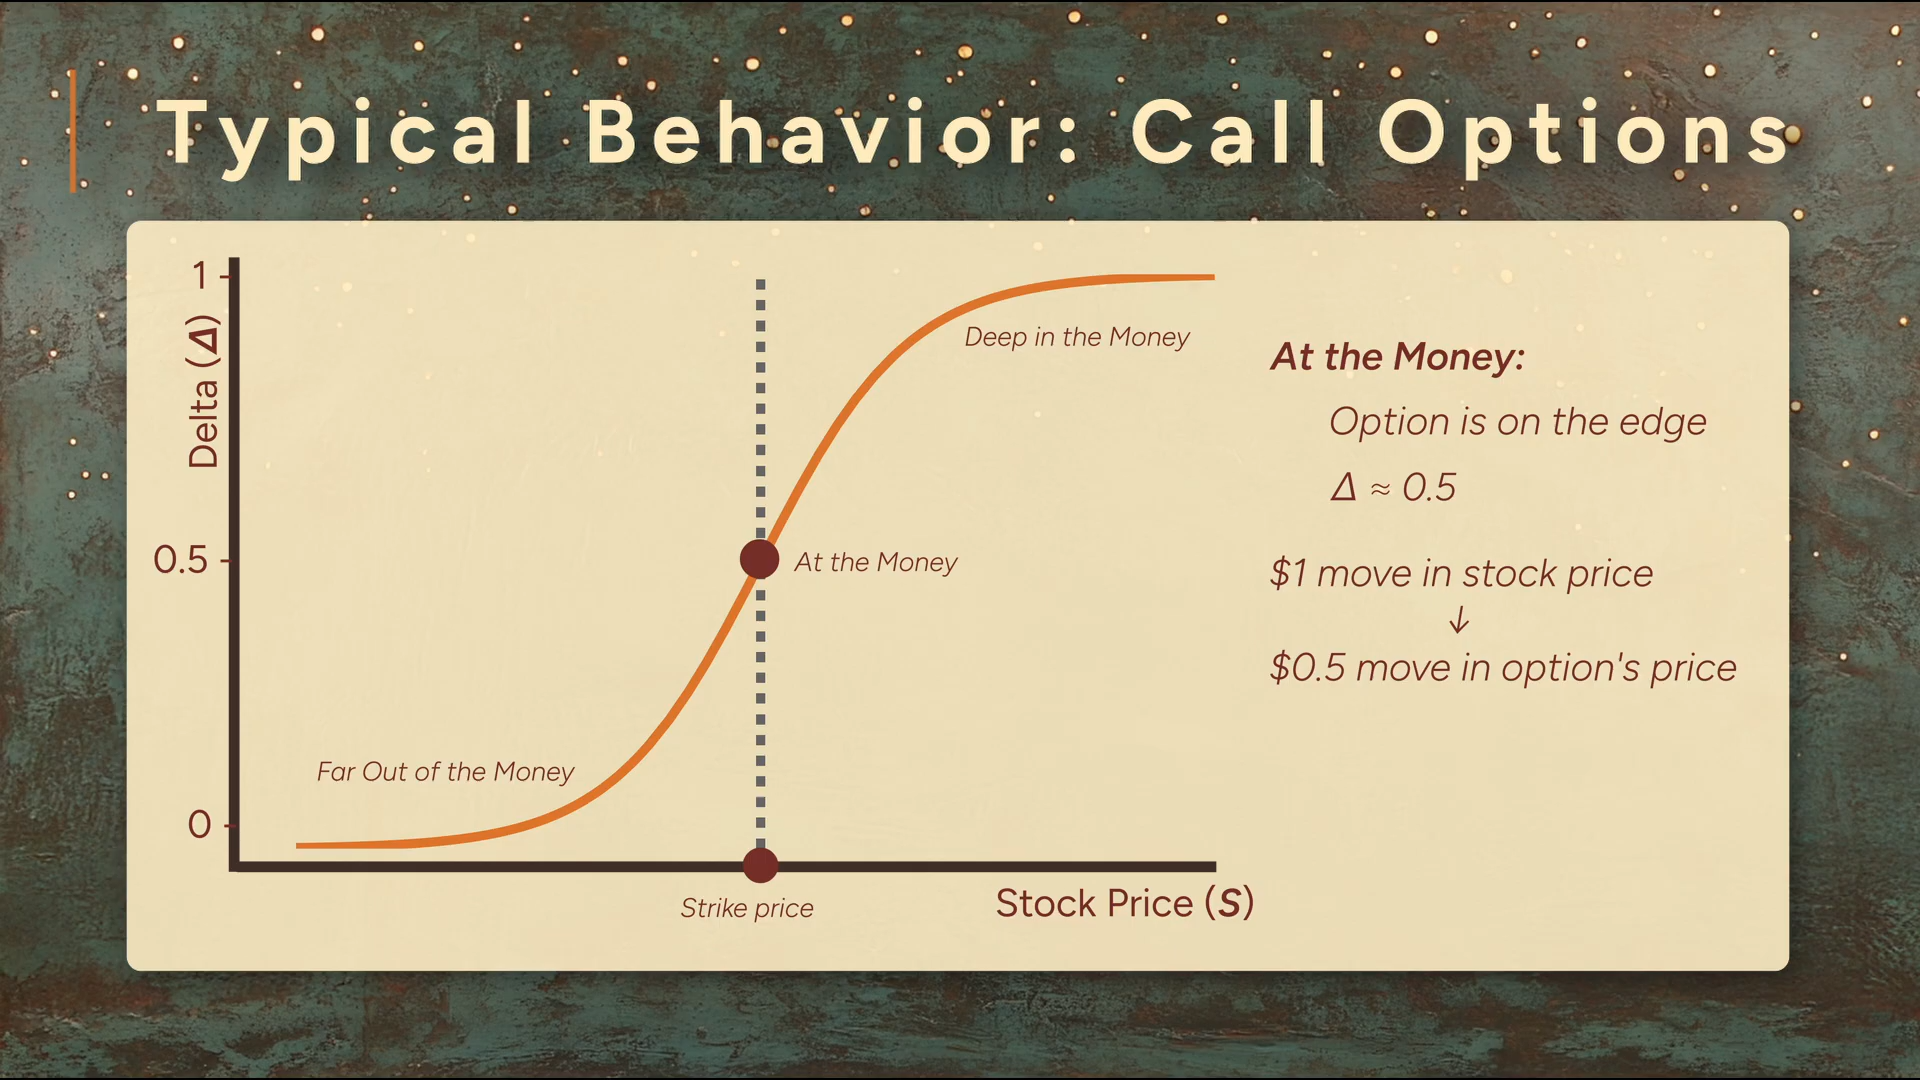 Typical Behavior: Call Options
1
Delta (Δ)
0.5
0
Deep in the Money
At the Money
Far Out of the Money
Strike price
Stock Price (S)
At the Money:
Option is on the edge
Δ ≈ 0.5
$1 move in stock price
↓
$0.5 move in option's price